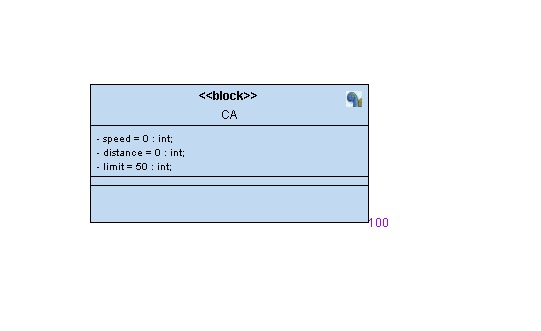 <<block>>
CA
- speed = 0 : int;
- distance = 0 : int;
- limit = 50 : int;
100